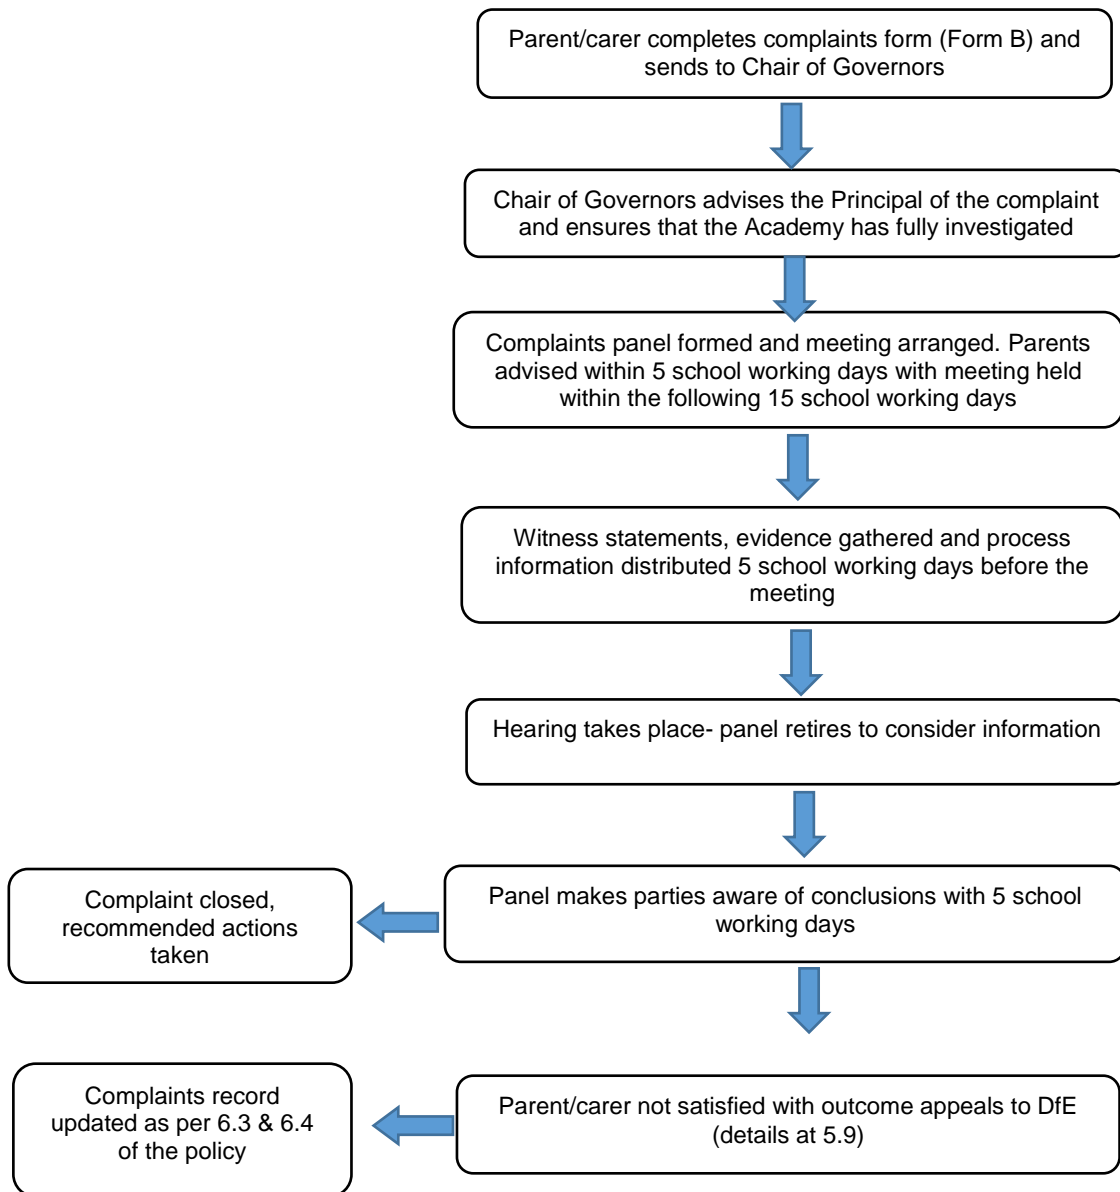 Parent/carer completes complaints form (Form B) and
sends to Chair of Governors
Chair of Governors advises the Principal of the complaint
and ensures that the Academy has fully investigated
Complaints panel formed and meeting arranged. Parents
advised within 5 school working days with meeting held
within the following 15 school working days
Witness statements, evidence gathered and process
information distributed 5 school working days before the
meeting
Hearing takes place- panel retires to consider information
Panel makes parties aware of conclusions with 5 school
working days
Complaint closed,
recommended actions
taken
Parent/carer not satisfied with outcome appeals to DfE
(details at 5.9)
Complaints record
updated as per 6.3 & 6.4
of the policy